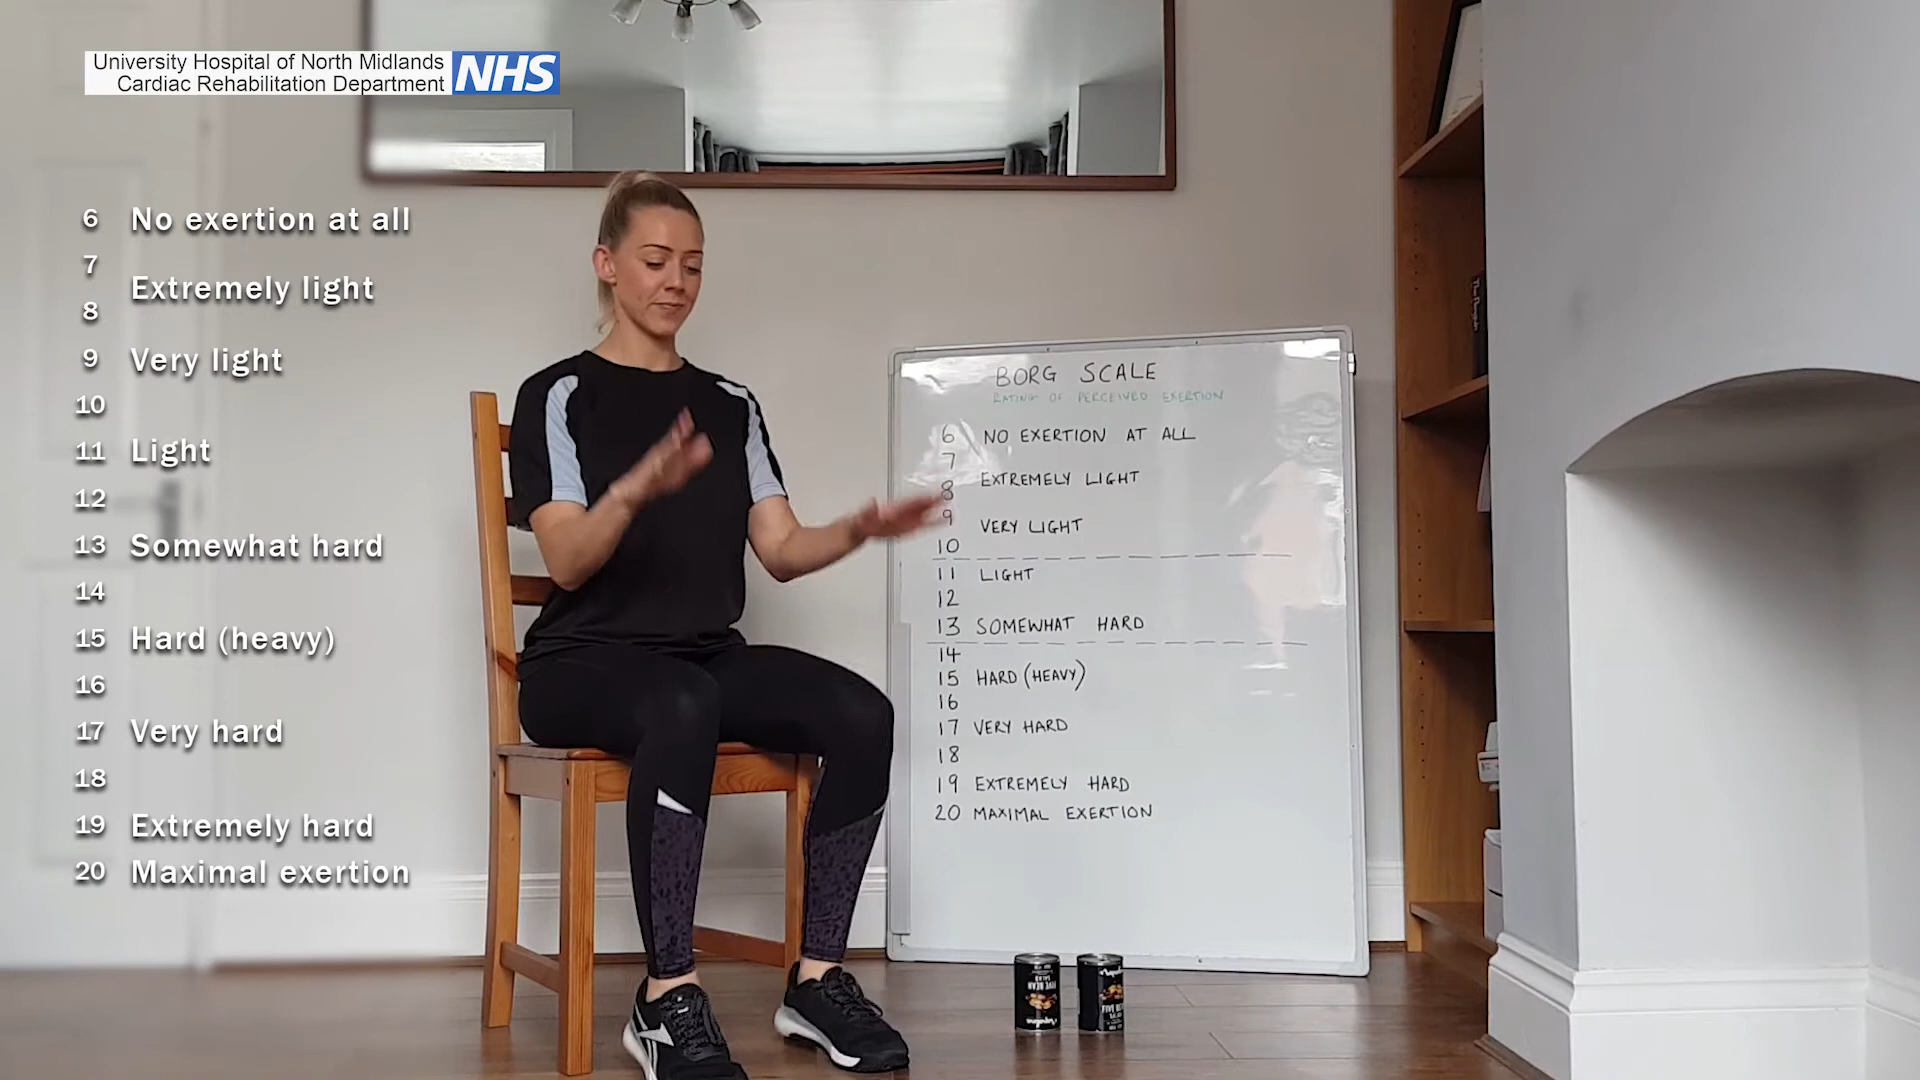 University Hospital of North Midlands
Cardiac Rehabilitation Department
NHS
6 No exertion at all
7
Extremely light
8
9 Very light
10
11 Light
12
13 Somewhat hard
14
15 Hard (heavy)
16
17 Very hard
18
19 Extremely hard
20 Maximal exertion
BORG SCALE
RATING OF PERCEIVED EXERTION
6 NO EXERTION AT ALL
7
EXTREMELY LIGHT
8
9 VERY LIGHT
10
11 LIGHT
12
13 SOMEWHAT HARD
14
15 HARD (HEAVY)
16
17 VERY HARD
18
19 EXTREMELY HARD
20 MAXIMAL EXERTION
FIVE BEAN
SALAD